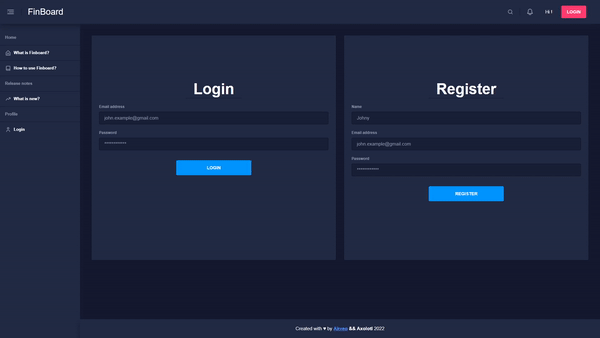 FinBoard
Hi !
LOGIN
Home
What is Finboard?
How to use Finboard?
Release notes
What is new?
Profile
Login
Login
Email address
john.example@gmail.com
Password
LOGIN
Register
Name
Johny
Email address
john.example@gmail.com
Password
REGISTER
Created with ♥ by && Axolotl 2022